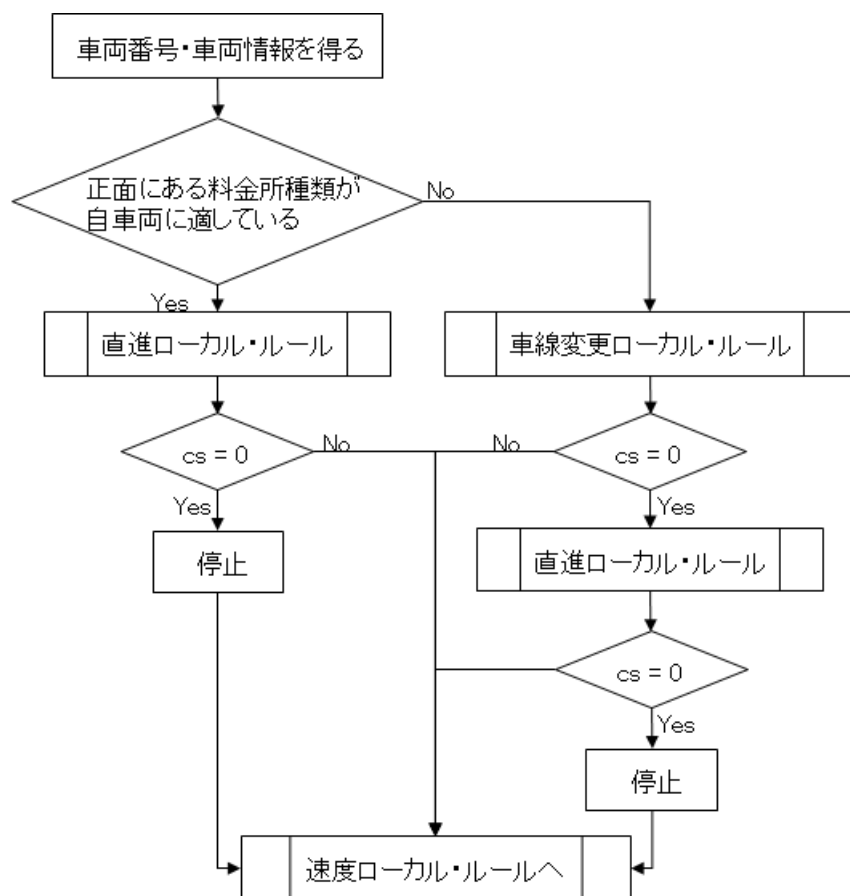 車両番号・車両情報を得る
正面にある料金所種類が
自車両に適している
No
Yes
直進ローカル・ルール
車線変更ローカル・ルール
cs = 0
No
No
cs = 0
Yes
Yes
停止
直進ローカル・ルール
cs = 0
Yes
停止
速度ローカル・ルールへ